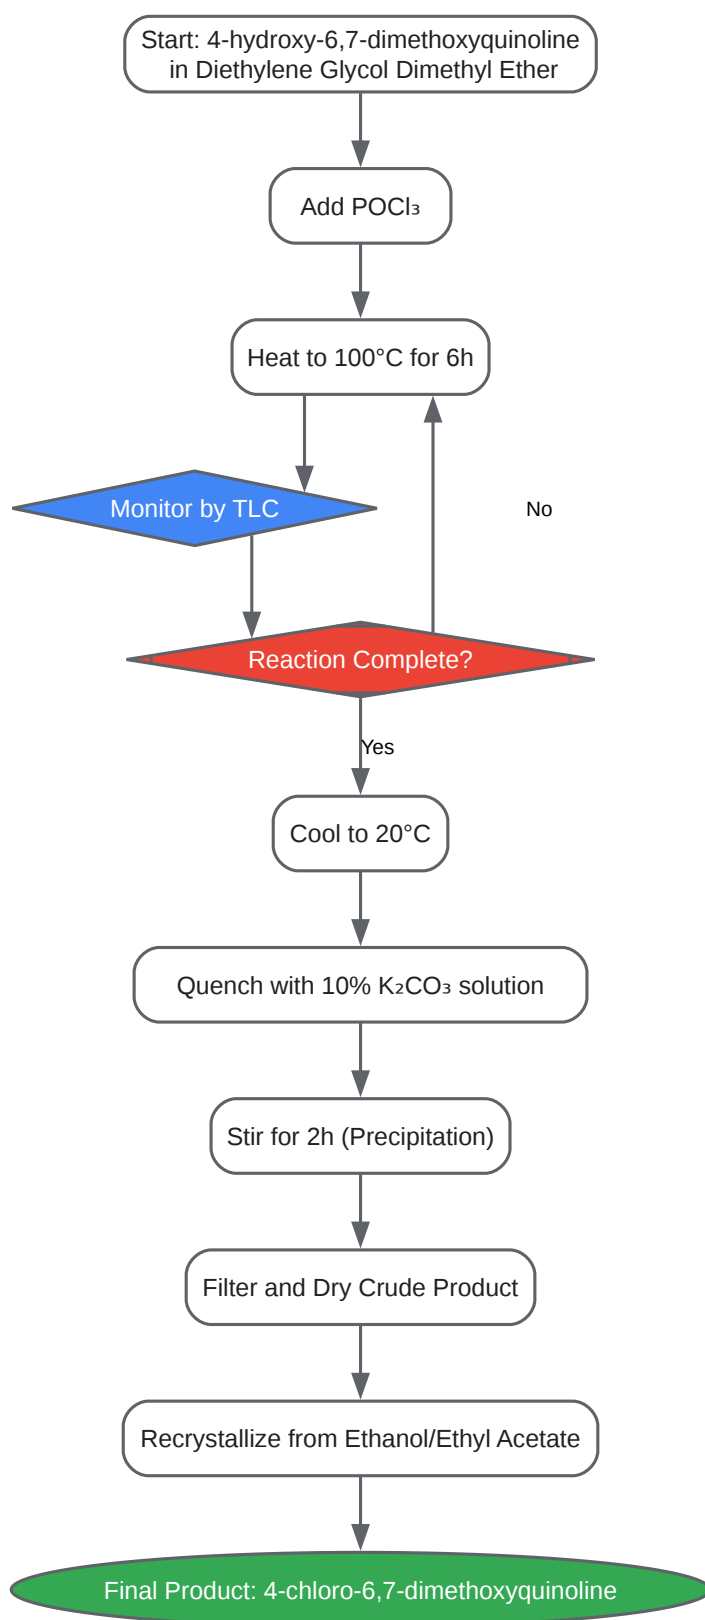 Start: 4-hydroxy-6,7-dimethoxyquinoline
in Diethylene Glycol Dimethyl Ether
Add POCl₃
Heat to 100°C for 6h
Monitor by TLC
No
Reaction Complete?
Yes
Cool to 20°C
Quench with 10% K₂CO₃ solution
Stir for 2h (Precipitation)
Filter and Dry Crude Product
Recrystallize from Ethanol/Ethyl Acetate
Final Product: 4-chloro-6,7-dimethoxyquinoline